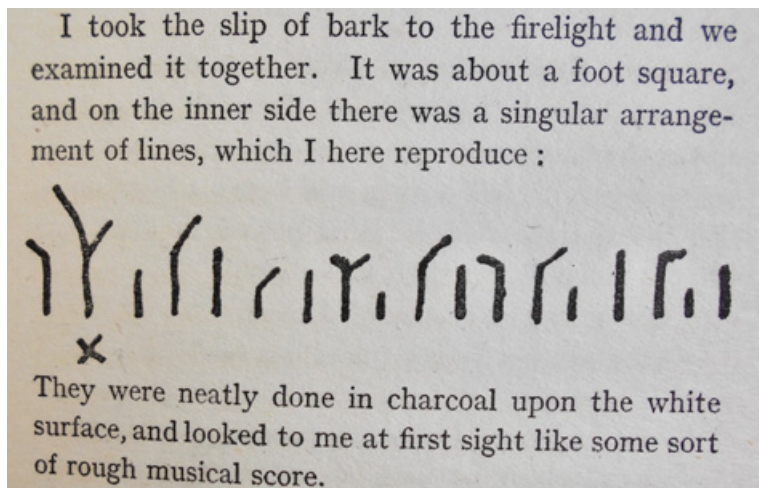 I took the slip of bark to the firelight and we
examined it together. It was about a foot square,
and on the inner side there was a singular arrange-
ment of lines, which I here reproduce :
They were neatly done in charcoal upon the white
surface, and looked to me at first sight like some sort
of rough musical score.